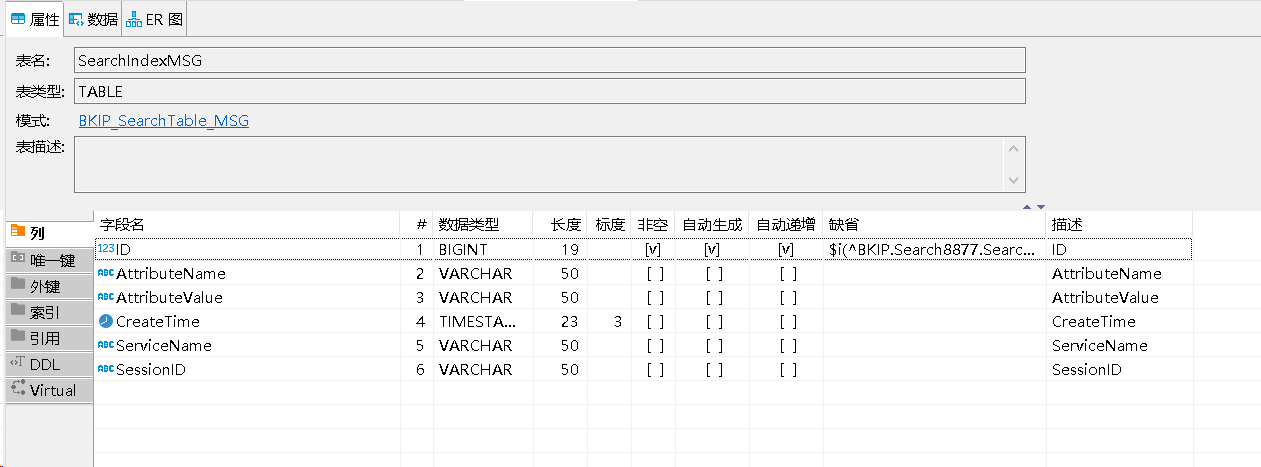 属性 数据 ER 图
表名: SearchIndexMSG
表类型: TABLE
模式: BKIP_SearchTable_MSG
表描述:
字段名 # 数据类型 长度 标度 非空 自动生成 自动递增 缺省 描述
列
唯一键
外键
索引
引用
DDL
Virtual
123 ID 1 BIGINT 19 [v] [v] [v] $i(^BKIP.Search8877.Searc... ID
ABC AttributeName 2 VARCHAR 50 [ ] [ ] [ ] AttributeName
ABC AttributeValue 3 VARCHAR 50 [ ] [ ] [ ] AttributeValue
CreateTime 4 TIMESTA... 23 3 [ ] [ ] [ ] CreateTime
ABC ServiceName 5 VARCHAR 50 [ ] [ ] [ ] ServiceName
ABC SessionID 6 VARCHAR 50 [ ] [ ] [ ] SessionID